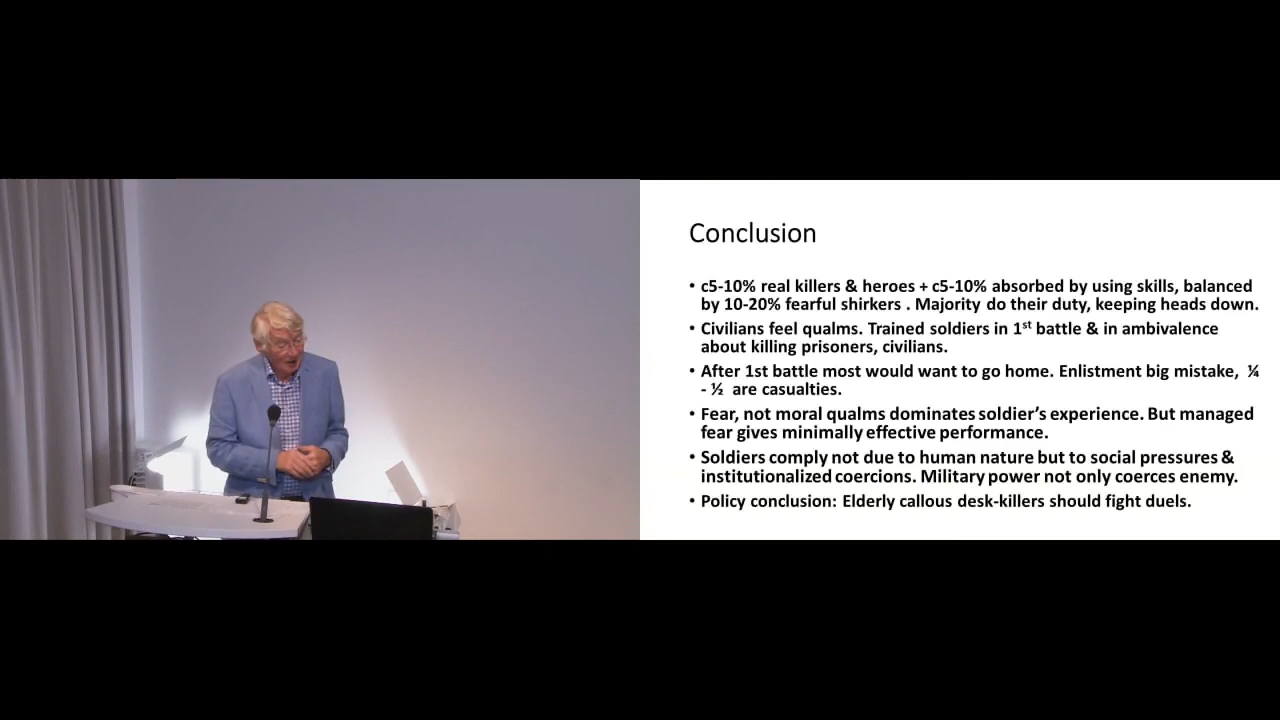 Conclusion
• c5-10% real killers & heroes + c5-10% absorbed by using skills, balanced
by 10-20% fearful shirkers . Majority do their duty, keeping heads down.
• Civilians feel qualms. Trained soldiers in 1st battle & in ambivalence
about killing prisoners, civilians.
• After 1st battle most would want to go home. Enlistment big mistake, ¼
- ½ are casualties.
• Fear, not moral qualms dominates soldier’s experience. But managed
fear gives minimally effective performance.
• Soldiers comply not due to human nature but to social pressures &
institutionalized coercions. Military power not only coerces enemy.
• Policy conclusion: Elderly callous desk-killers should fight duels.